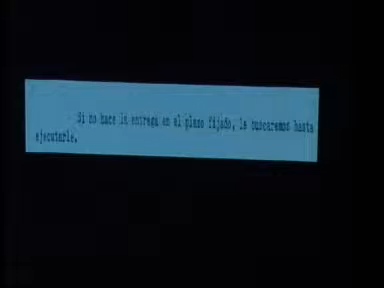 Si no hace la entrega en el plazo fijado, le buscaremos hasta
ejecutarle.